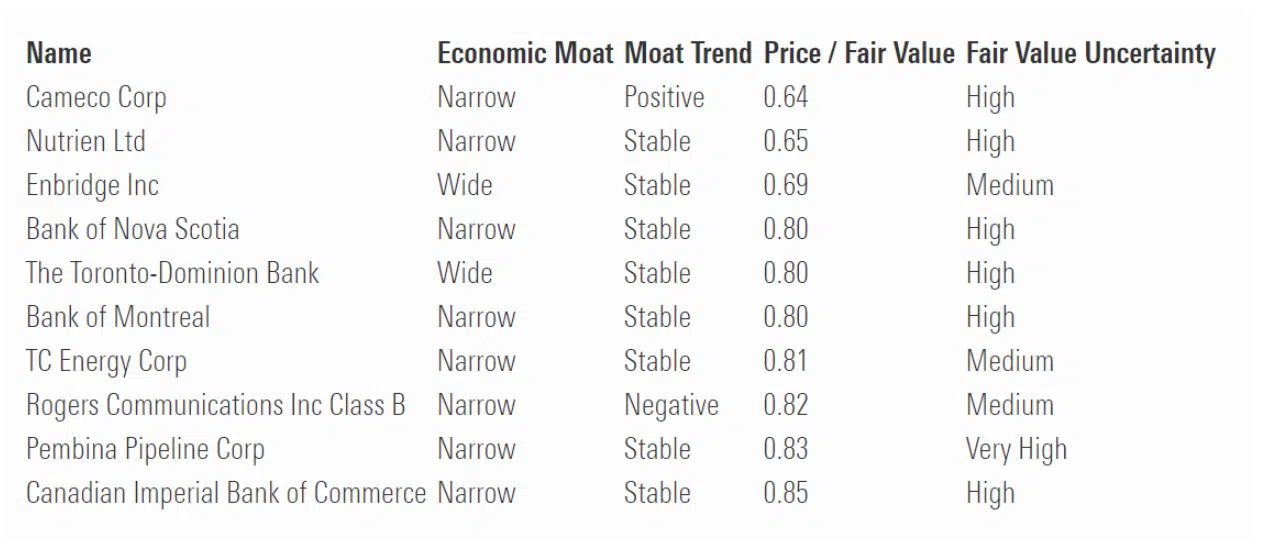 Name Economic Moat Moat Trend Price / Fair Value Fair Value Uncertainty
Cameco Corp Narrow Positive 0.64 High
Nutrien Ltd Narrow Stable 0.65 High
Enbridge Inc Wide Stable 0.69 Medium
Bank of Nova Scotia Narrow Stable 0.80 High
The Toronto-Dominion Bank Wide Stable 0.80 High
Bank of Montreal Narrow Stable 0.80 High
TC Energy Corp Narrow Stable 0.81 Medium
Rogers Communications Inc Class B Narrow Negative 0.82 Medium
Pembina Pipeline Corp Narrow Stable 0.83 Very High
Canadian Imperial Bank of Commerce Narrow Stable 0.85 High